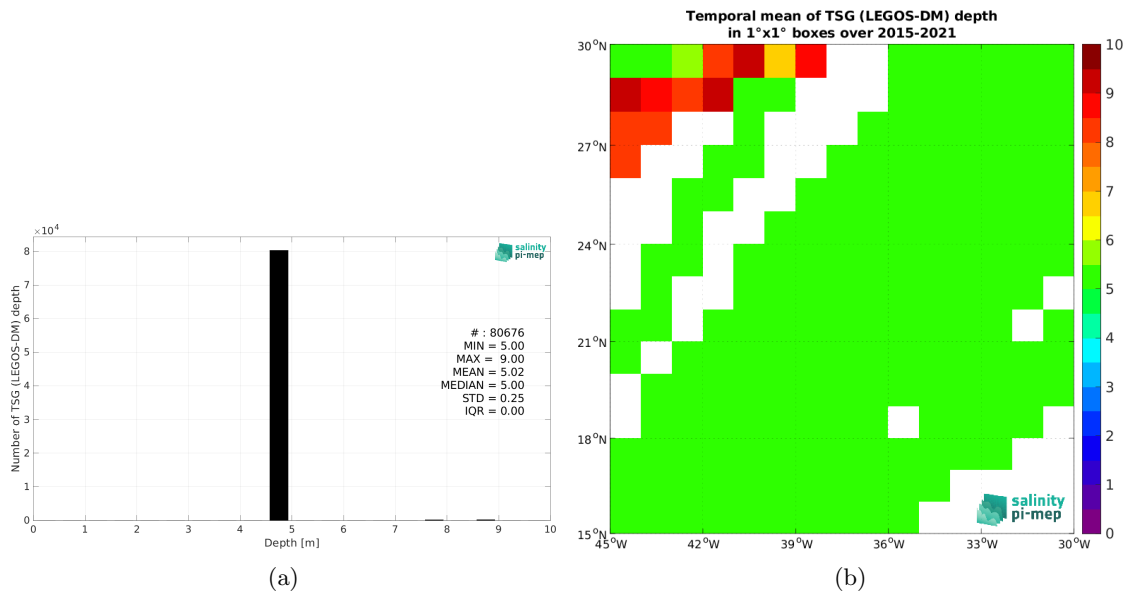 ×10⁴
8
7
6
5
4
3
2
1
0
Number of TSG (LEGOS-DM) depth
salinity
pi-mep
# : 80676
MIN = 5.00
MAX = 9.00
MEAN = 5.02
MEDIAN = 5.00
STD = 0.25
IQR = 0.00
0 1 2 3 4 5 6 7 8 9 10
Depth [m]
(a)
Temporal mean of TSG (LEGOS-DM) depth
in 1°x1° boxes over 2015-2021
30°N
27°N
24°N
21°N
18°N
15°N
45°W 42°W 39°W 36°W 33°W 30°W
salinity
pi-mep
10
9
8
7
6
5
4
3
2
1
0
(b)